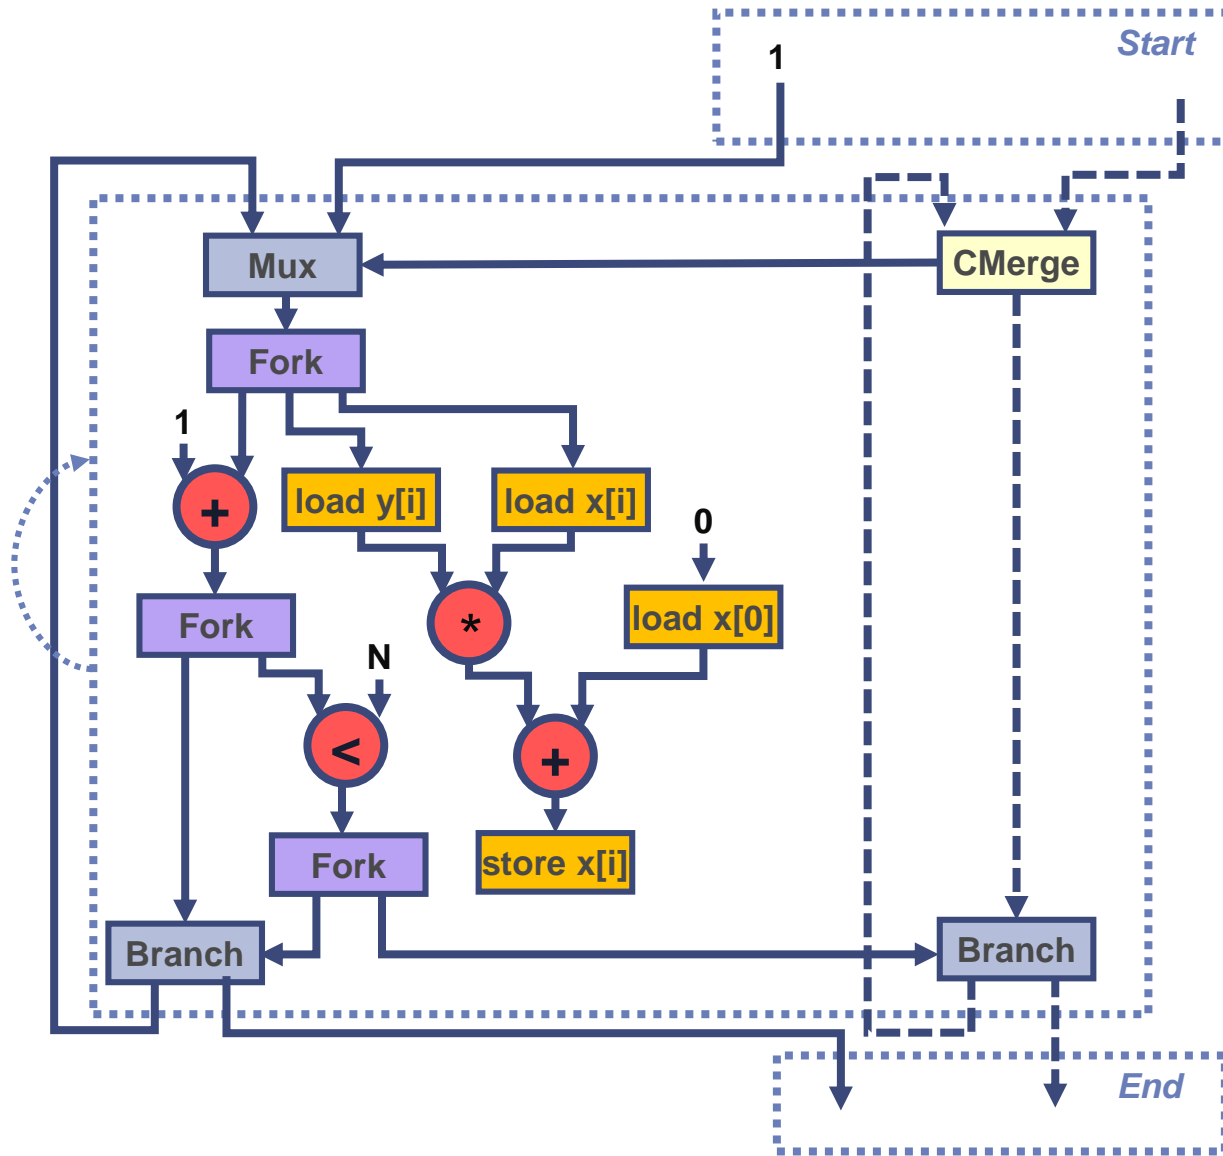 Start
1
Mux
CMerge
Fork
1
+
load y[i]
load x[i]
0
Fork
*
load x[0]
N
<
+
Fork
store x[i]
Branch
Branch
End